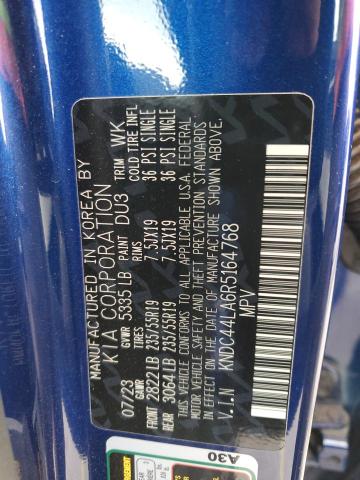 MANUFACTURED IN KOREA BY
KIA CORPORATION
07/23 GVWR 5335 LB PAINT DU3 TRIM WK
GAWR TIRES RIMS COLD TIRE INFL
FRONT 2822LB 235/55R19 7.5JX19 36 PSI SINGLE
REAR 3064LB 235/55R19 7.5JX19 36 PSI SINGLE
THIS VEHICLE CONFORMS TO ALL APPLICABLE U.S.A. FEDERAL
MOTOR VEHICLE SAFETY AND BUMPER, THEFT PREVENTION STANDARDS
IN EFFECT ON THE DATE OF MANUFACTURE SHOWN ABOVE.
V.I.N KNDC44LA6R5164768
MPV
A30